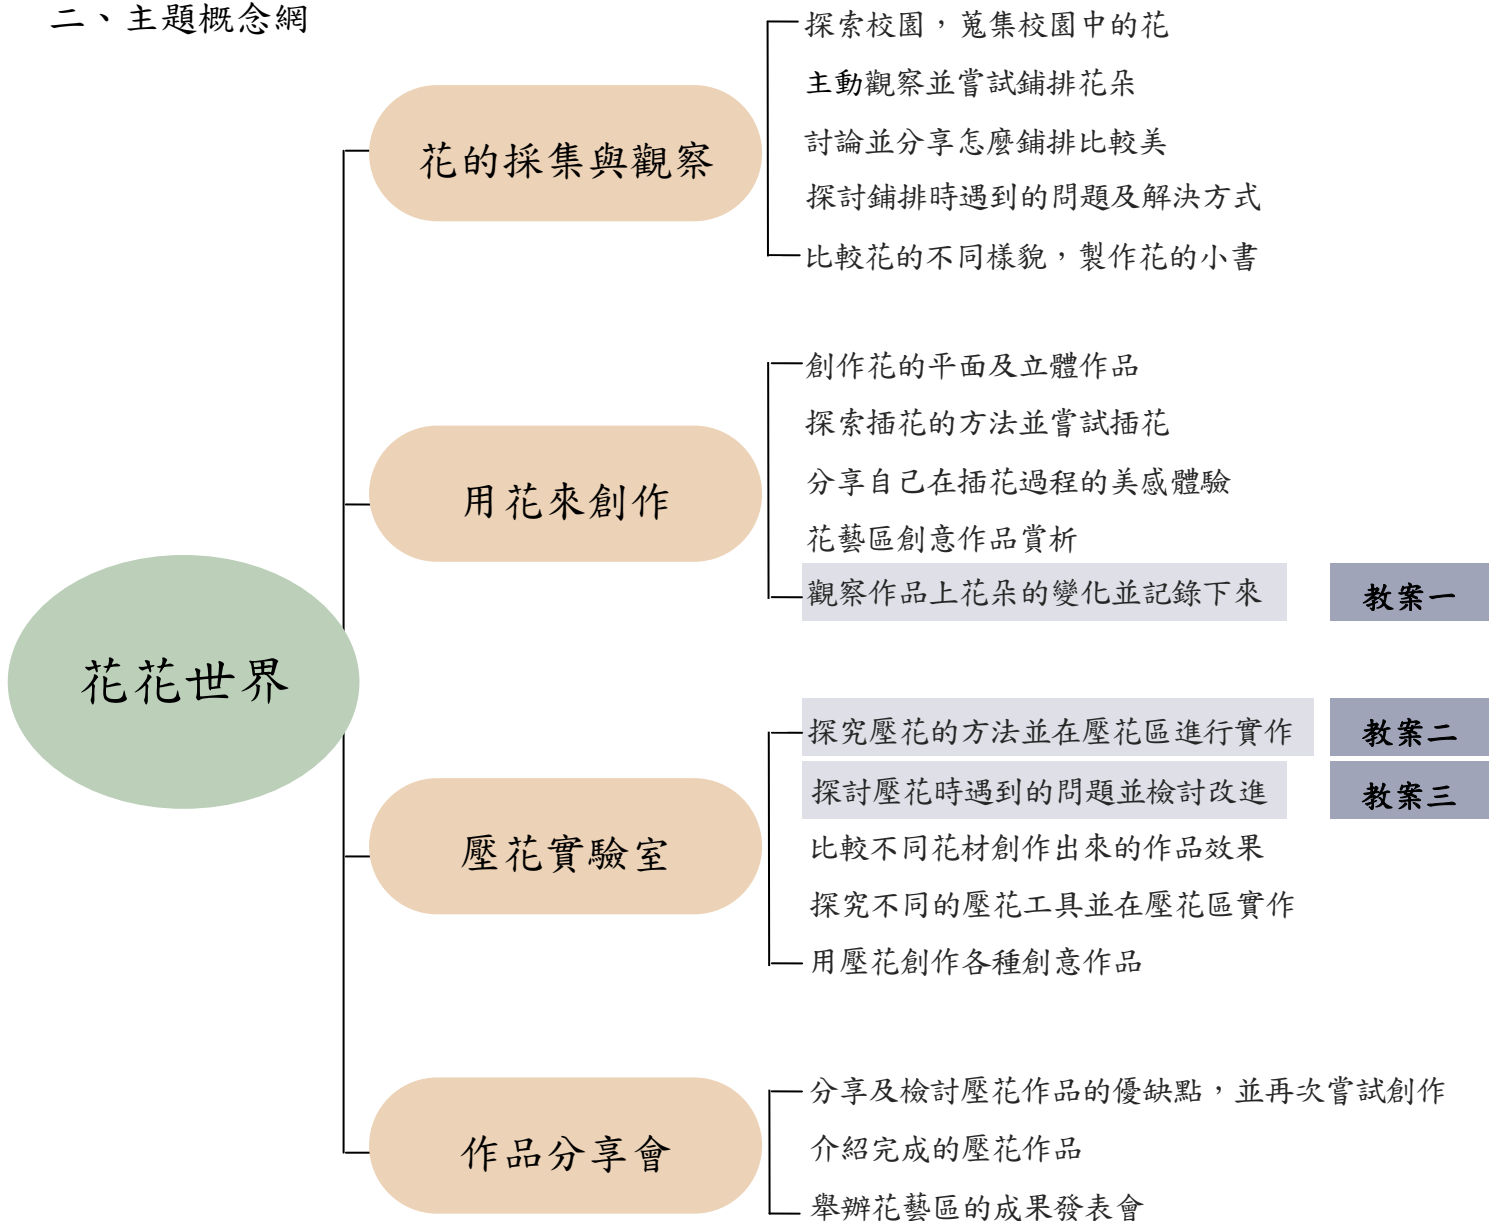 二、主題概念網
探索校園，蒐集校園中的花
主動觀察並嘗試鋪排花朵
花的採集與觀察
討論並分享怎麼鋪排比較美
探討鋪排時遇到的問題及解決方式
比較花的不同樣貌，製作花的小書
創作花的平面及立體作品
探索插花的方法並嘗試插花
用花來創作
分享自己在插花過程的美感體驗
花藝區創意作品賞析
觀察作品上花朵的變化並記錄下來
教案一
花花世界
探究壓花的方法並在壓花區進行實作
教案二
探討壓花時遇到的問題並檢討改進
教案三
壓花實驗室
比較不同花材創作出來的作品效果
探究不同的壓花工具並在壓花區實作
用壓花創作各種創意作品
分享及檢討壓花作品的優缺點，並再次嘗試創作
作品分享會
介紹完成的壓花作品
舉辦花藝區的成果發表會